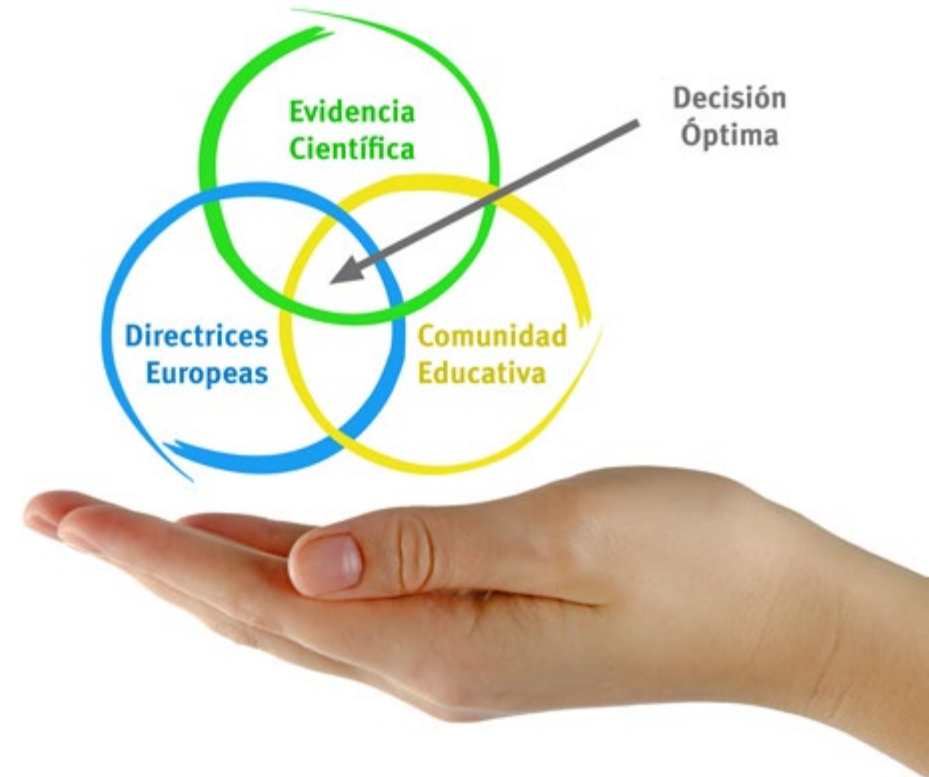 Evidencia
Científica
Decisión
Óptima
Directrices
Europeas
Comunidad
Educativa